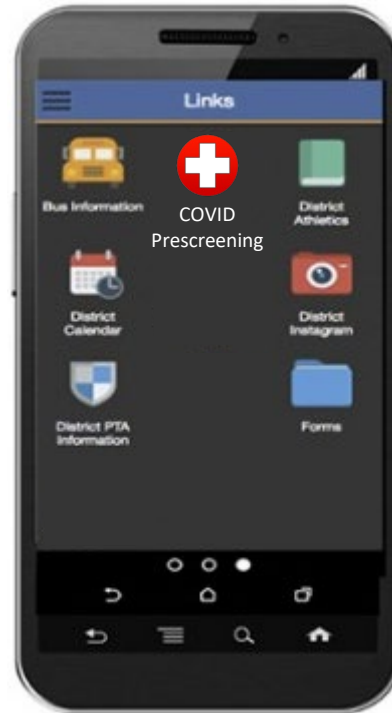 Links
Bus Information
COVID
Prescreening
District
Athletics
District
Calendar
District
Instagram
District PTA
Information
Forms